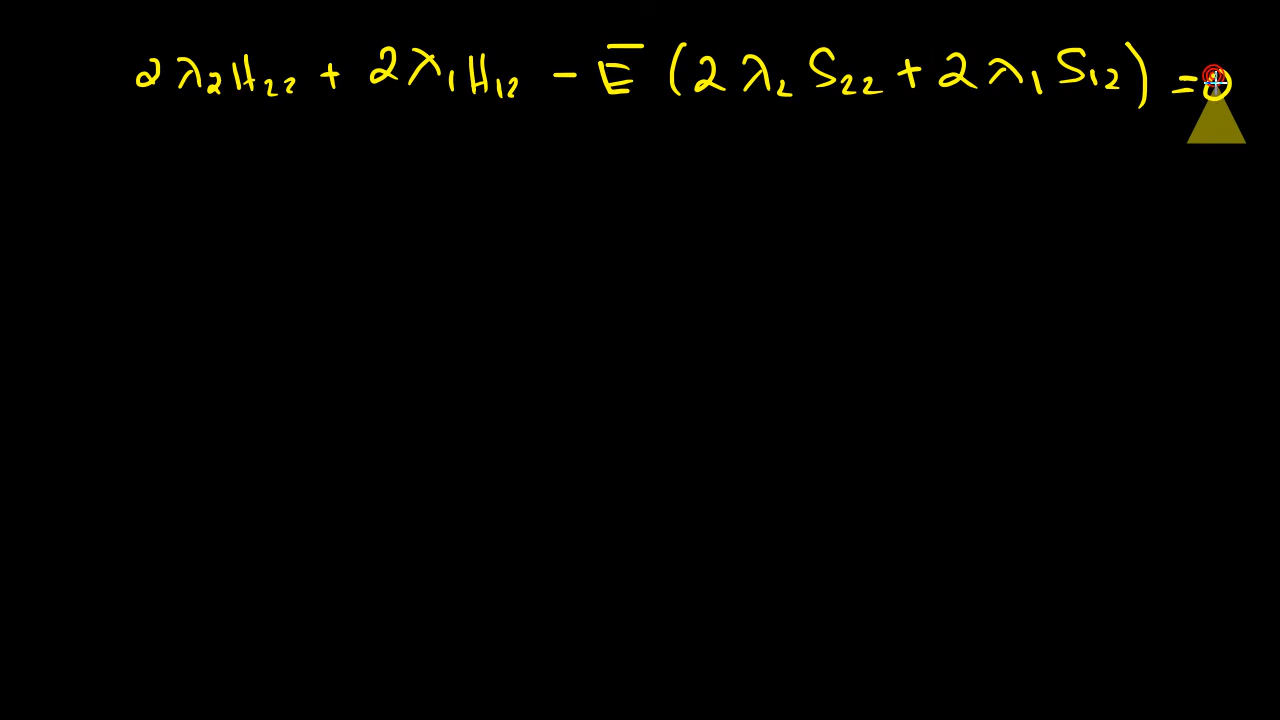 2λ₂H₂₂ + 2λ₁H₁₂ − E̅ (2λ₂S₂₂ + 2λ₁S₁₂) = 0